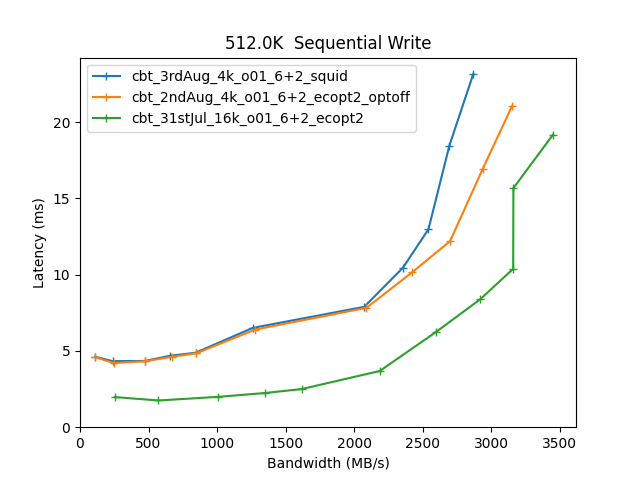 512.0K  Sequential Write
cbt_3rdAug_4k_o01_6+2_squid
cbt_2ndAug_4k_o01_6+2_ecopt2_optoff
cbt_31stJul_16k_o01_6+2_ecopt2
Latency (ms)
20
15
10
5
0
0 500 1000 1500 2000 2500 3000 3500
Bandwidth (MB/s)